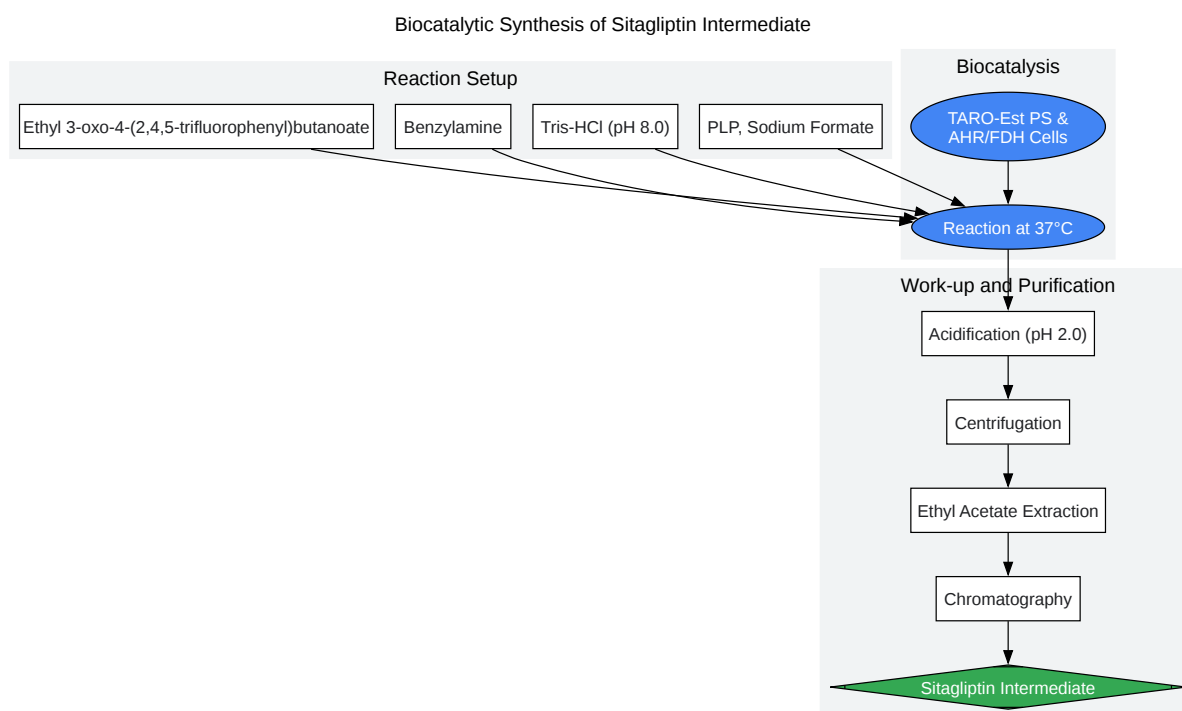 Biocatalytic Synthesis of Sitagliptin Intermediate
Reaction Setup
Biocatalysis
Ethyl 3-oxo-4-(2,4,5-trifluorophenyl)butanoate
Benzylamine
Tris-HCl (pH 8.0)
PLP, Sodium Formate
TARO-Est PS &
AHR/FDH Cells
Reaction at 37°C
Work-up and Purification
Acidification (pH 2.0)
Centrifugation
Ethyl Acetate Extraction
Chromatography
Sitagliptin Intermediate